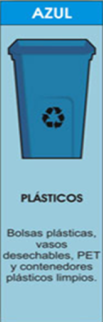 AZUL
PLÁSTICOS
Bolsas plásticas,
vasos
desechables, PET
y contenedores
plásticos limpios.